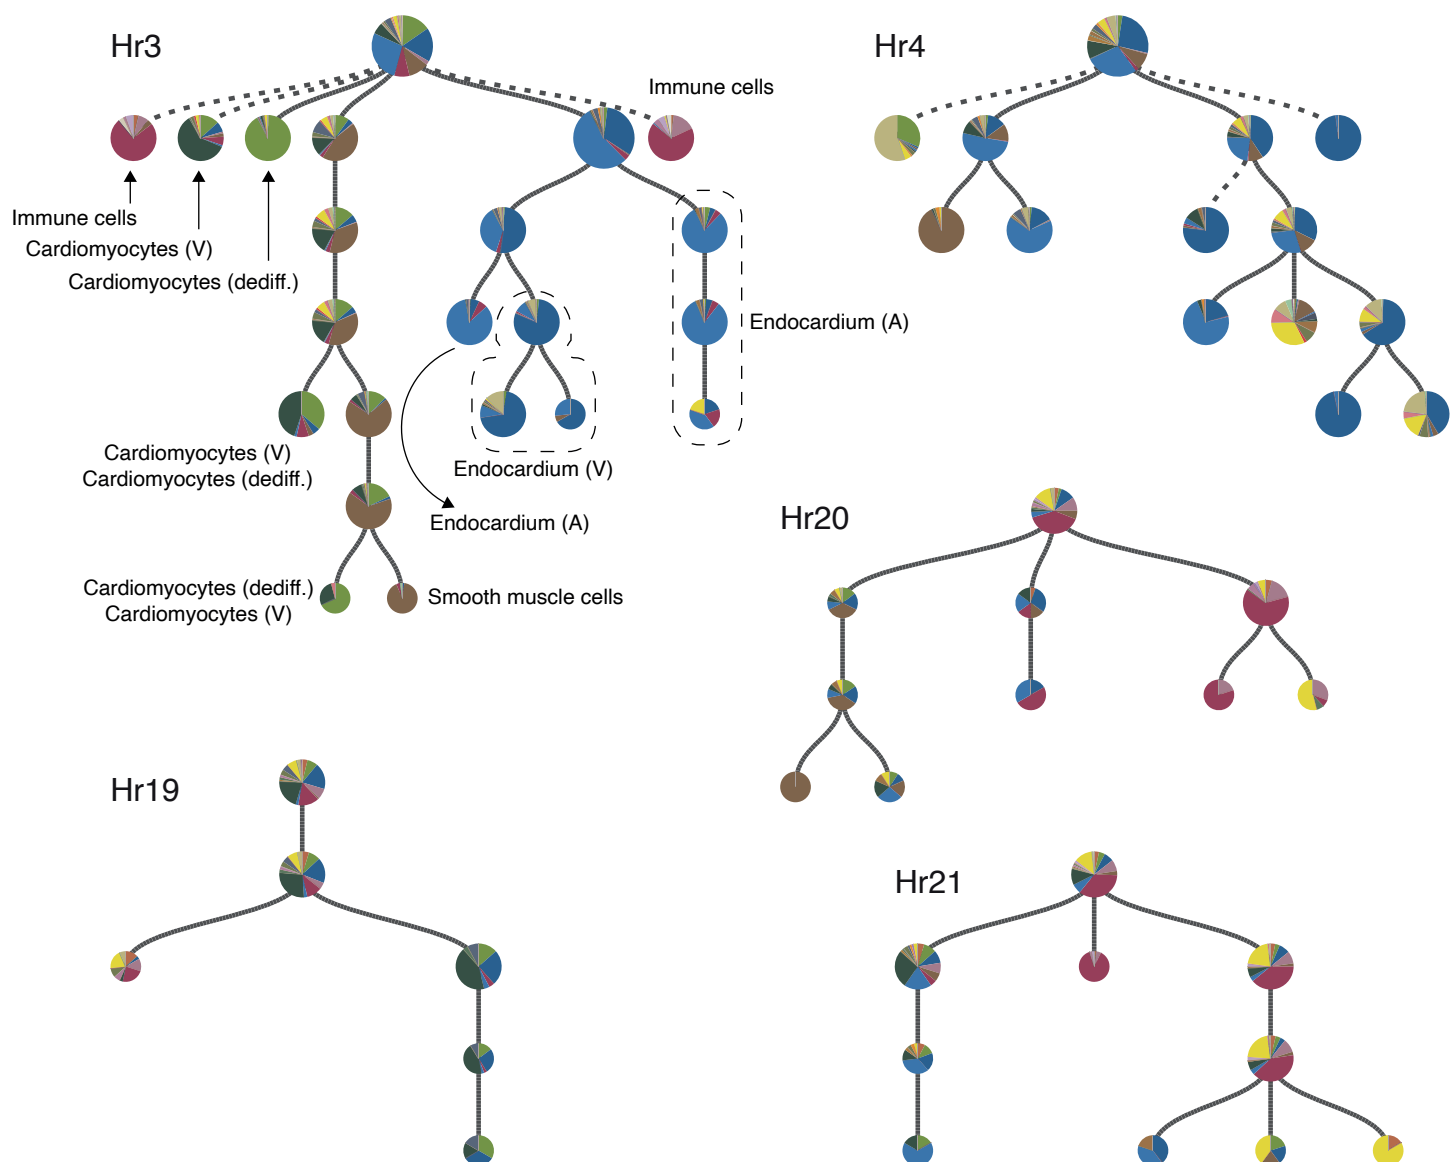 Hr3
Hr4
Immune cells
Immune cells
Cardiomyocytes (V)
Cardiomyocytes (dediff.)
Endocardium (A)
Cardiomyocytes (V)
Cardiomyocytes (dediff.)
Endocardium (V)
Endocardium (A)
Hr20
Cardiomyocytes (dediff.)
Cardiomyocytes (V)
Smooth muscle cells
Hr19
Hr21